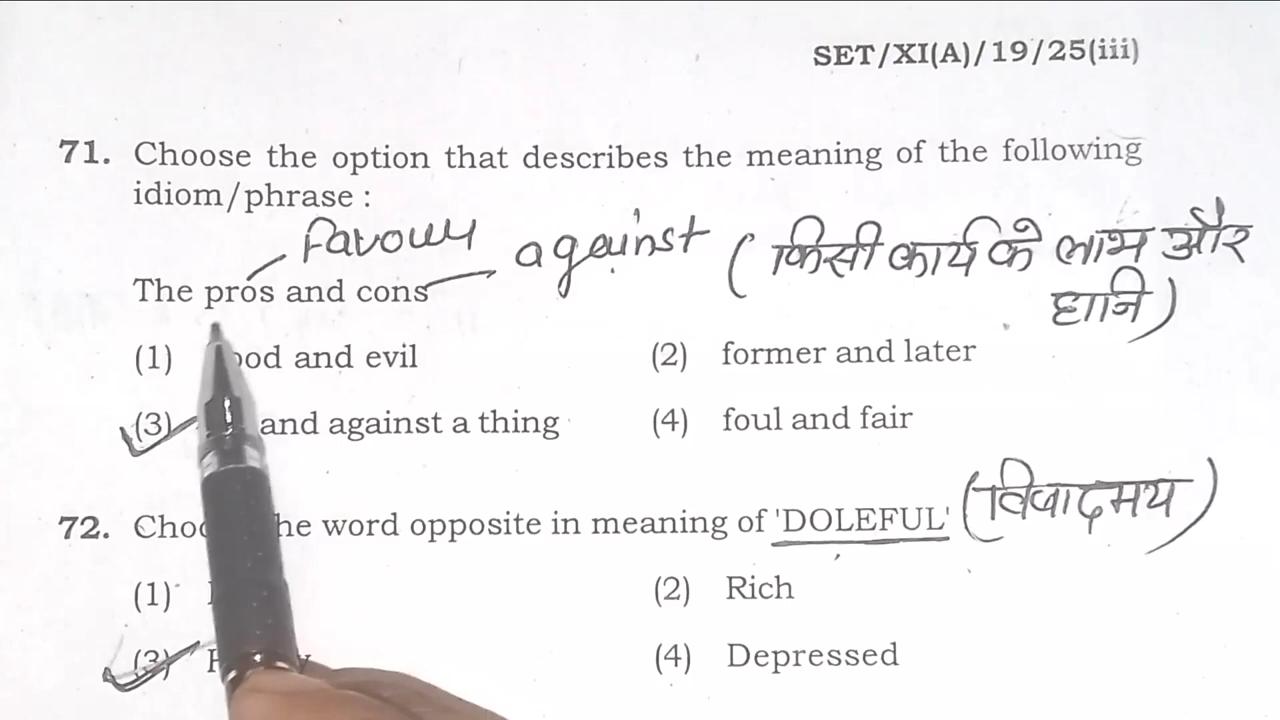 SET/XI(A)/19/25(iii)
71. Choose the option that describes the meaning of the following
idiom/phrase :
favour against (किसी कार्य के लाभ और
हानि)
The pros and cons
(1) ood and evil (2) former and later
(3) and against a thing (4) foul and fair
72. Choo he word opposite in meaning of 'DOLEFUL' (विवादमय)
(1) (2) Rich
(3) (4) Depressed